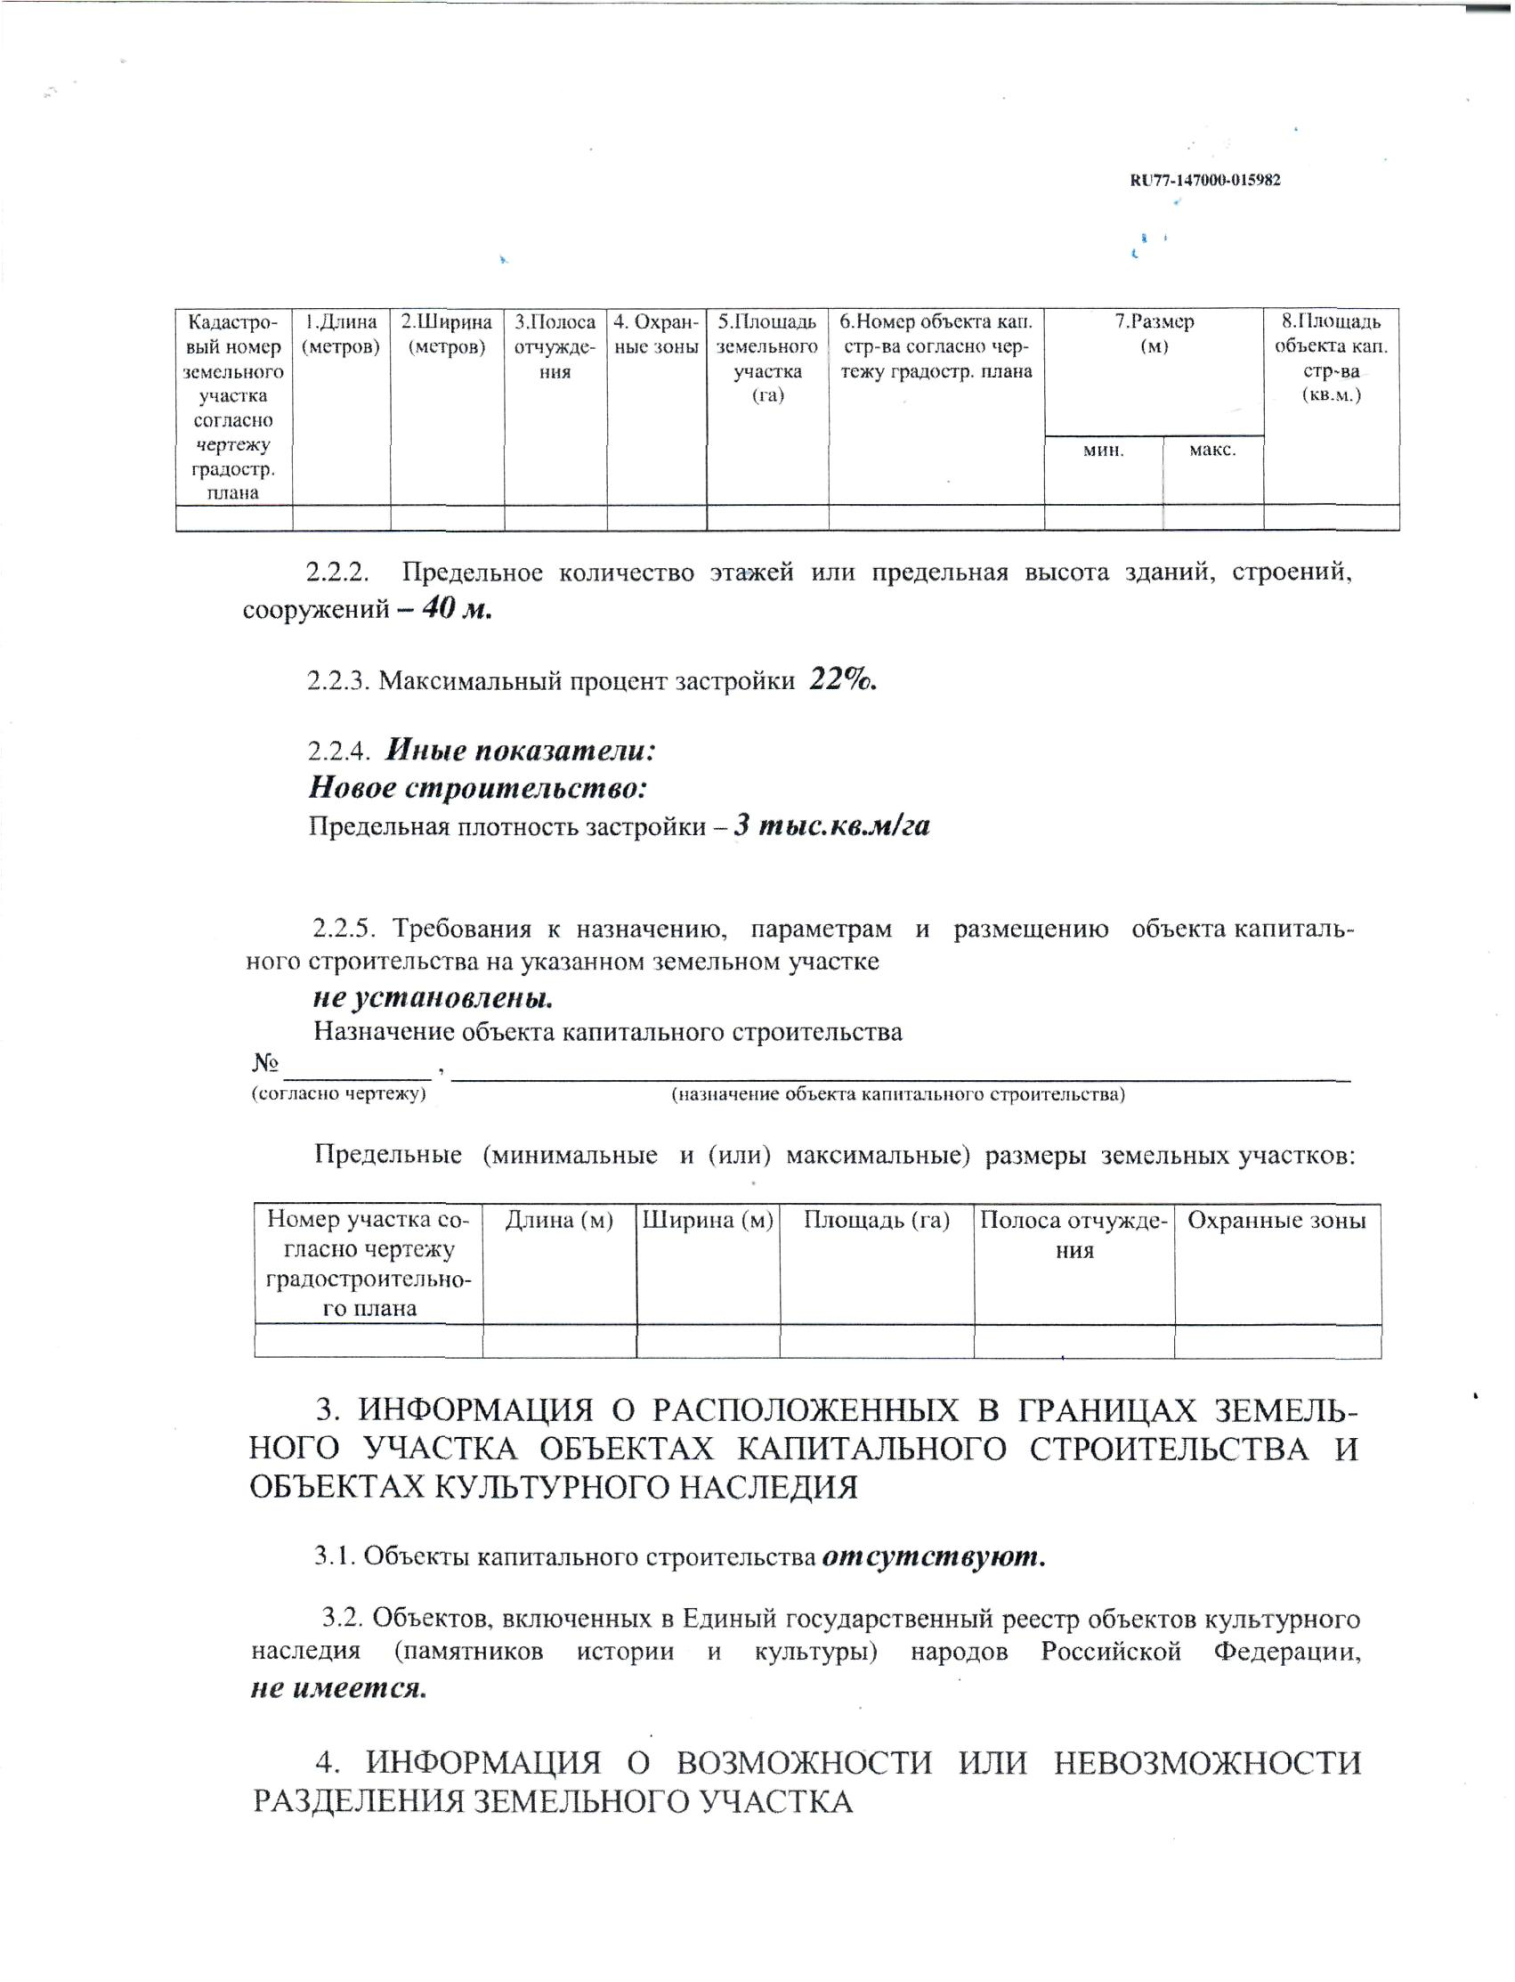 RU77-147000-015982
Кадастро-
вый номер
земельного
участка
согласно
чертежу
градостр.
плана
1.Длина
(метров)
2.Ширина
(метров)
3.Полоса
отчужде-
ния
4. Охран-
ные зоны
5.Площадь
земельного
участка
(га)
6.Номер объекта кап.
стр-ва согласно чер-
тежу градостр. плана
7.Размер
(м)
мин.
макс.
8.Площадь
объекта кап.
стр-ва
(кв.м.)
2.2.2. Предельное количество этажей или предельная высота зданий, строений,
сооружений – 40 м.
2.2.3. Максимальный процент застройки 22%.
2.2.4. Иные показатели:
Новое строительство:
Предельная плотность застройки – 3 тыс.кв.м/га
2.2.5. Требования к назначению, параметрам и размещению объекта капиталь-
ного строительства на указанном земельном участке
не установлены.
Назначение объекта капитального строительства
№ ___________ , ___________
(согласно чертежу) (назначение объекта капитального строительства)
Предельные (минимальные и (или) максимальные) размеры земельных участков:
Номер участка со-
гласно чертежу
градостроительно-
го плана
Длина (м)
Ширина (м)
Площадь (га)
Полоса отчужде-
ния
Охранные зоны
3. ИНФОРМАЦИЯ О РАСПОЛОЖЕННЫХ В ГРАНИЦАХ ЗЕМЕЛЬ-
НОГО УЧАСТКА ОБЪЕКТАХ КАПИТАЛЬНОГО СТРОИТЕЛЬСТВА И
ОБЪЕКТАХ КУЛЬТУРНОГО НАСЛЕДИЯ
3.1. Объекты капитального строительства отсутствуют.
3.2. Объектов, включенных в Единый государственный реестр объектов культурного
наследия (памятников истории и культуры) народов Российской Федерации,
не имеется.
4. ИНФОРМАЦИЯ О ВОЗМОЖНОСТИ ИЛИ НЕВОЗМОЖНОСТИ
РАЗДЕЛЕНИЯ ЗЕМЕЛЬНОГО УЧАСТКА